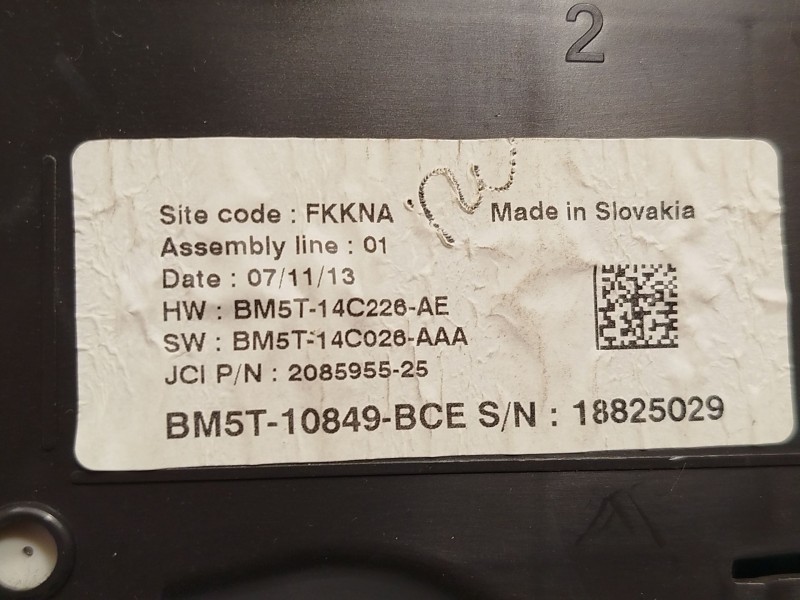 2
Site code : FKKNA Made in Slovakia
Assembly line : 01
Date : 07/11/13
HW : BM5T-14C226-AE
SW : BM5T-14C026-AAA
JCI P/N : 2085955-25
BM5T-10849-BCE S/N : 18825029